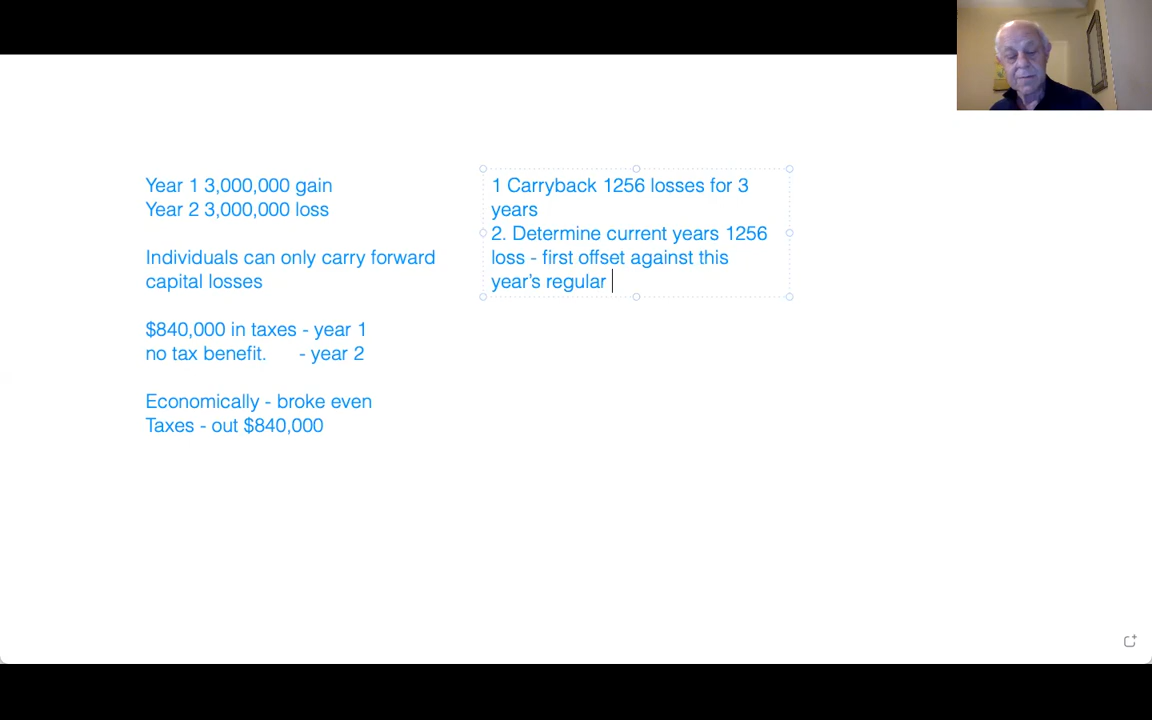 Year 1 3,000,000 gain
Year 2 3,000,000 loss
Individuals can only carry forward
capital losses
$840,000 in taxes - year 1
no tax benefit. - year 2
Economically - broke even
Taxes - out $840,000
1 Carryback 1256 losses for 3
years
2. Determine current years 1256
loss - first offset against this
year’s regular